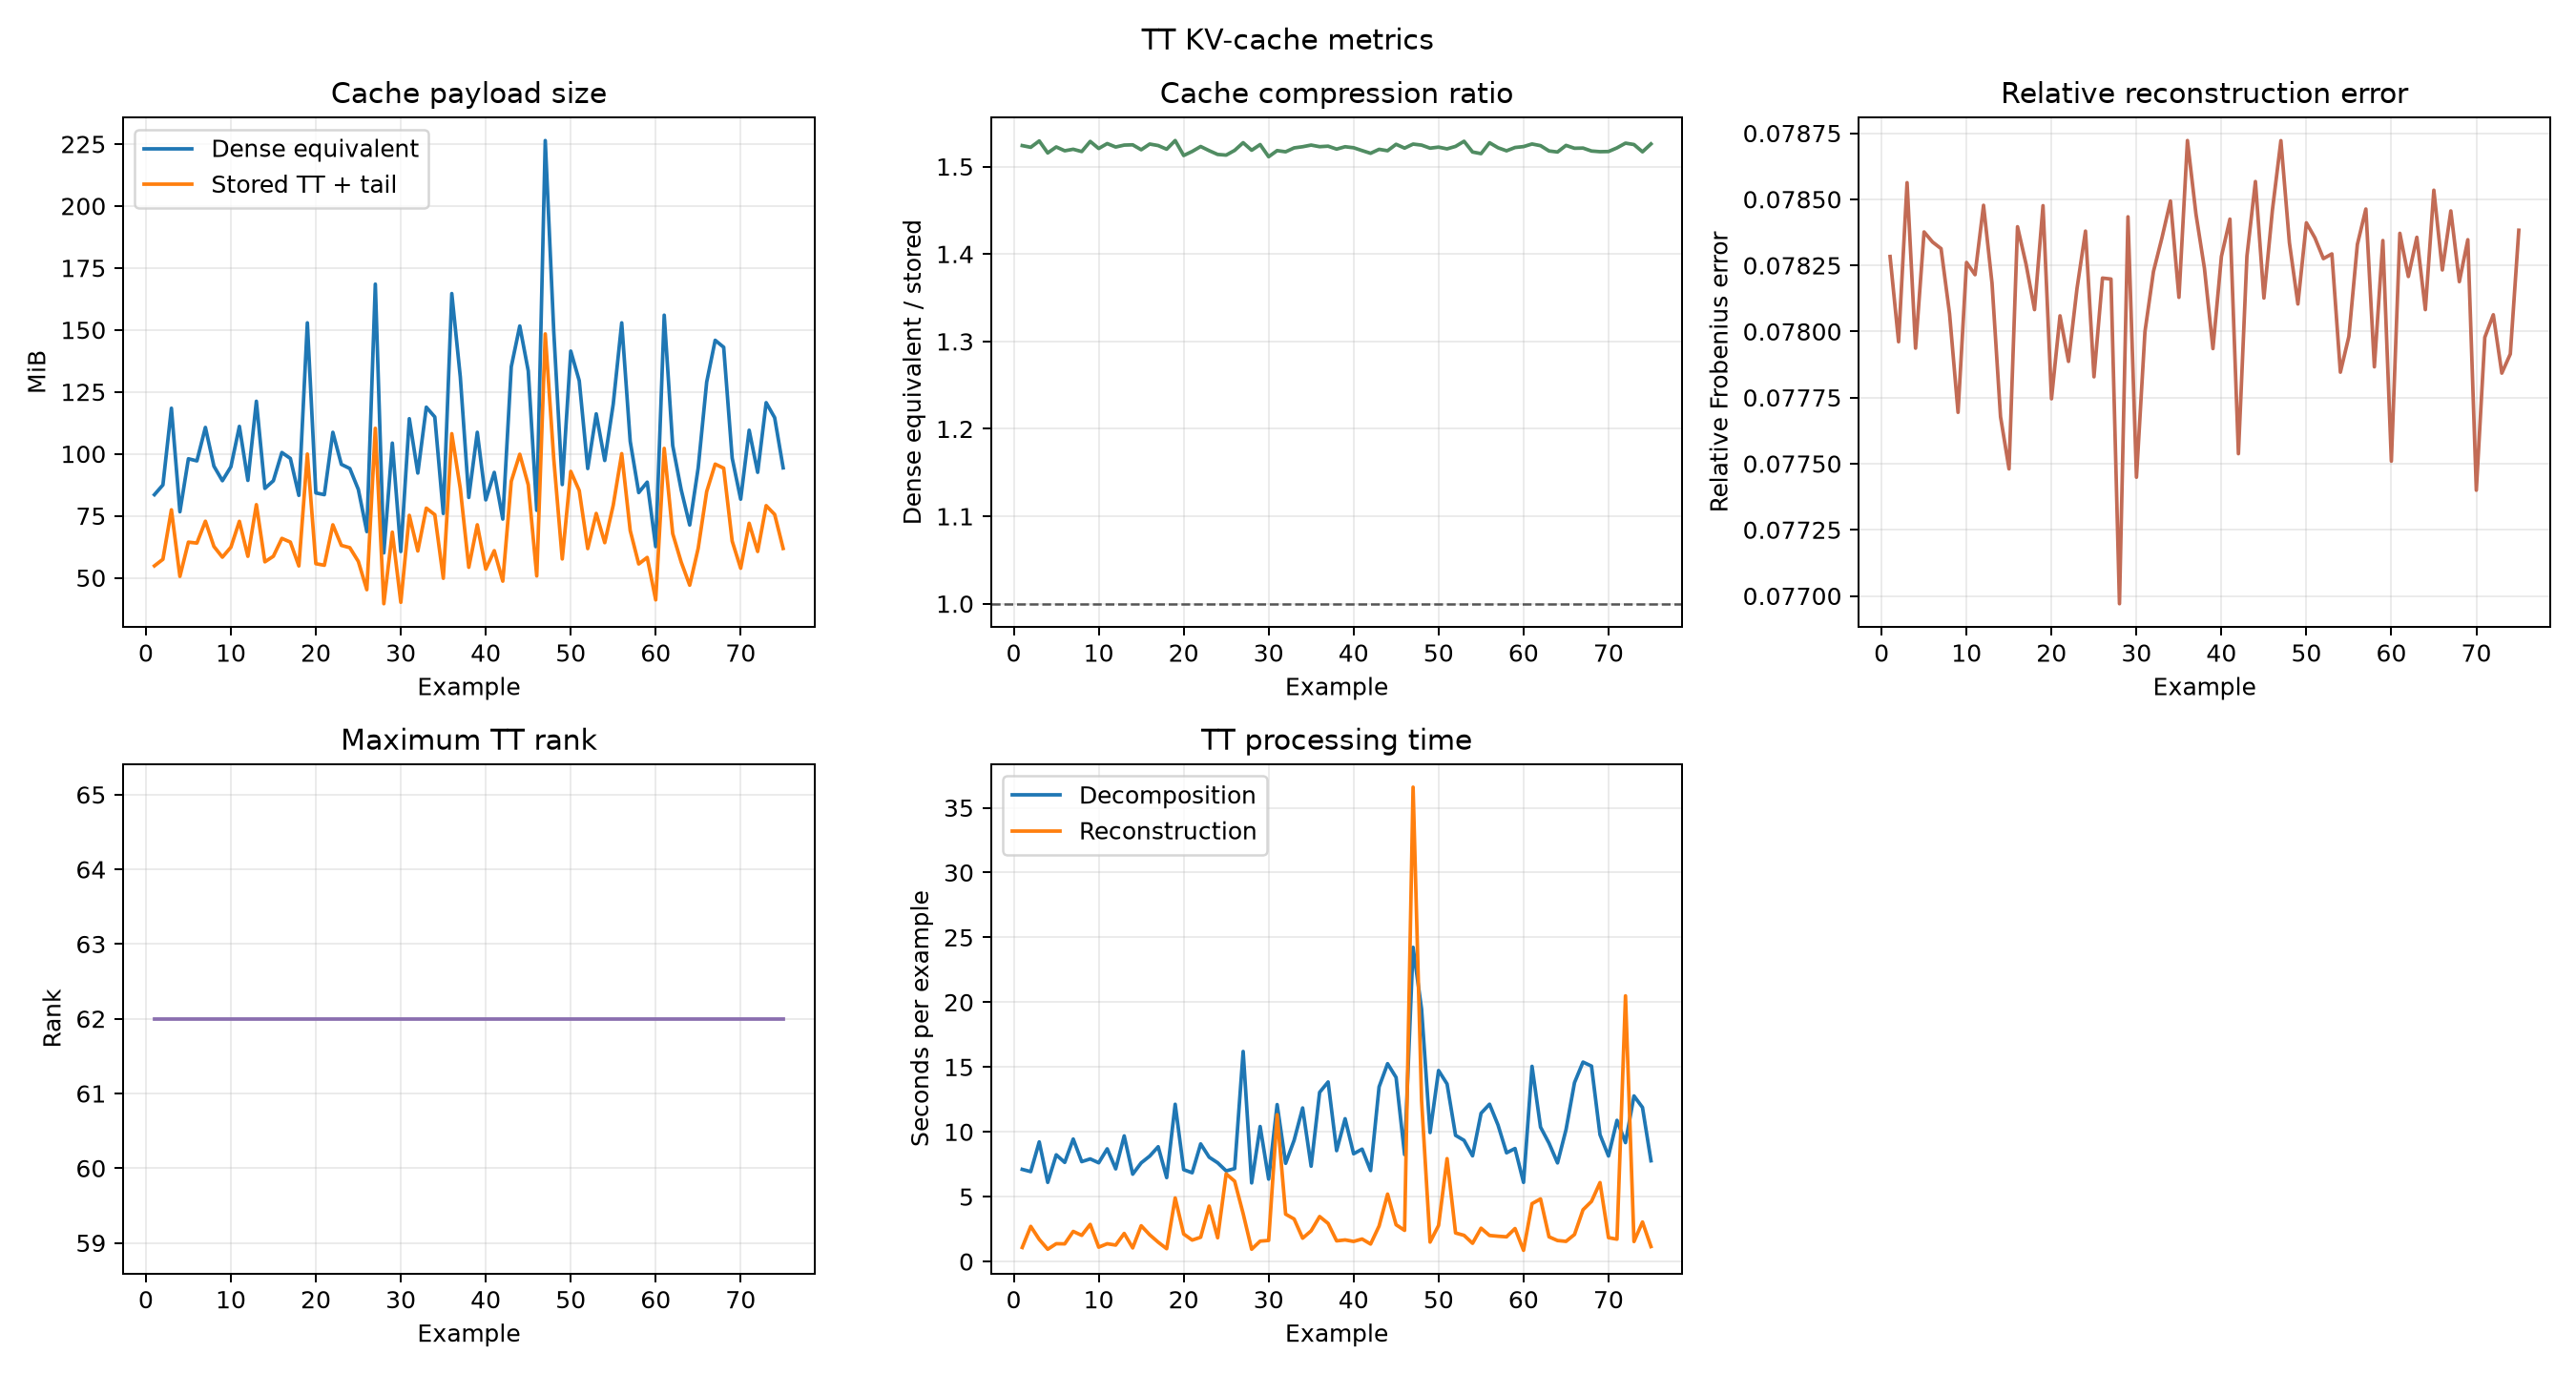 TT KV-cache metrics
Cache payload size
225
200
175
150
125
100
75
50
MiB
Dense equivalent
Stored TT + tail
0 10 20 30 40 50 60 70
Example
Cache compression ratio
1.5
1.4
1.3
1.2
1.1
1.0
Dense equivalent / stored
0 10 20 30 40 50 60 70
Example
Relative reconstruction error
0.07875
0.07850
0.07825
0.07800
0.07775
0.07750
0.07725
0.07700
Relative Frobenius error
0 10 20 30 40 50 60 70
Example
Maximum TT rank
65
64
63
62
61
60
59
Rank
0 10 20 30 40 50 60 70
Example
TT processing time
35
30
25
20
15
10
5
0
Seconds per example
Decomposition
Reconstruction
0 10 20 30 40 50 60 70
Example